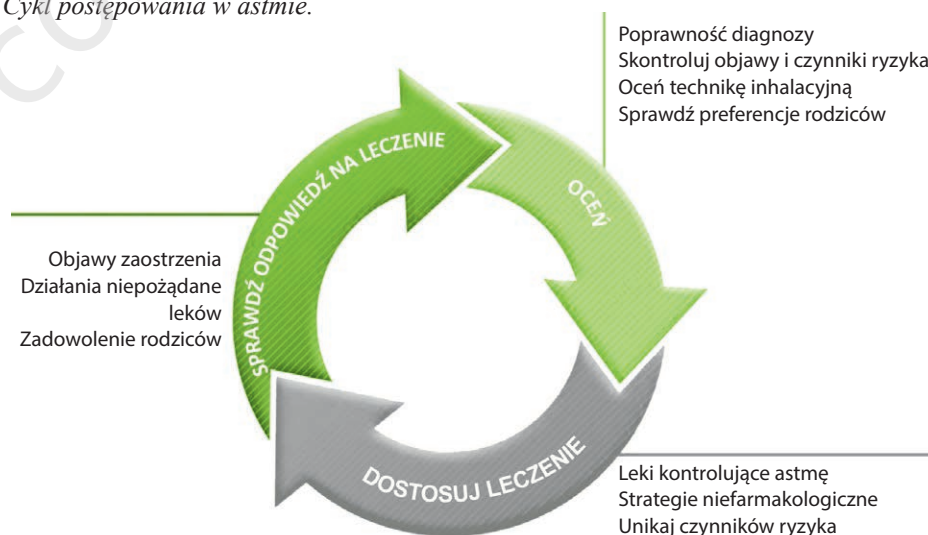 Cykl postępowania w astmie.
Poprawność diagnozy
Skontroluj objawy i czynniki ryzyka
Oceń technikę inhalacyjną
Sprawdź preferencje rodziców
SPRAWDŹ ODPOWIEDŹ NA LECZENIE
OCEŃ
Objawy zaostrzenia
Działania niepożądane
leków
Zadowolenie rodziców
DOSTOSUJ LECZENIE
Leki kontrolujące astmę
Strategie niefarmakologiczne
Unikaj czynników ryzyka